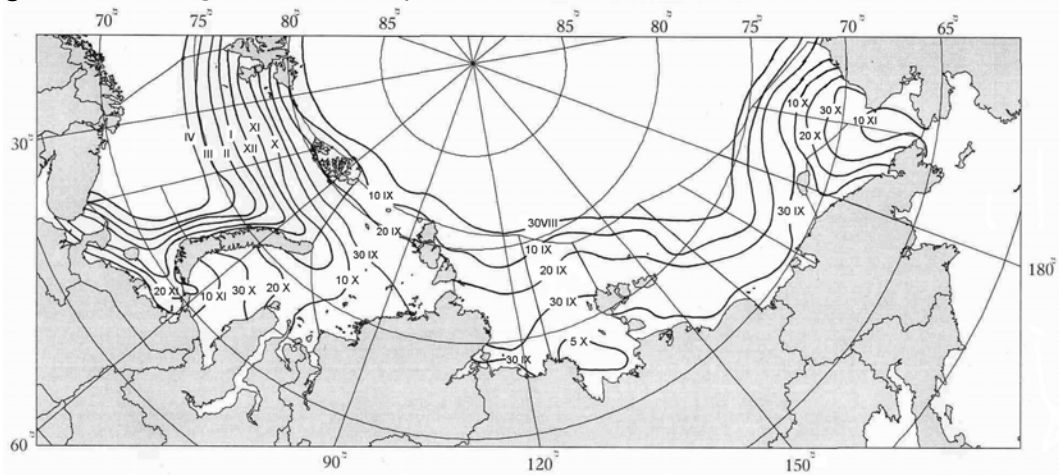 70° 75° 80° 85° 85° 80 75° 70° 65°
10 X 30 X
10 XI
20 X
IV I XI
III II XII X
30°
10 IX
30 IX
20 IX 30VIII
10 IX
30 IX 20 IX
180°
10 X
20 XI 10 XI 30 X 20 X
30 IX
5 X
30 IX
60°
90° 120° 150°